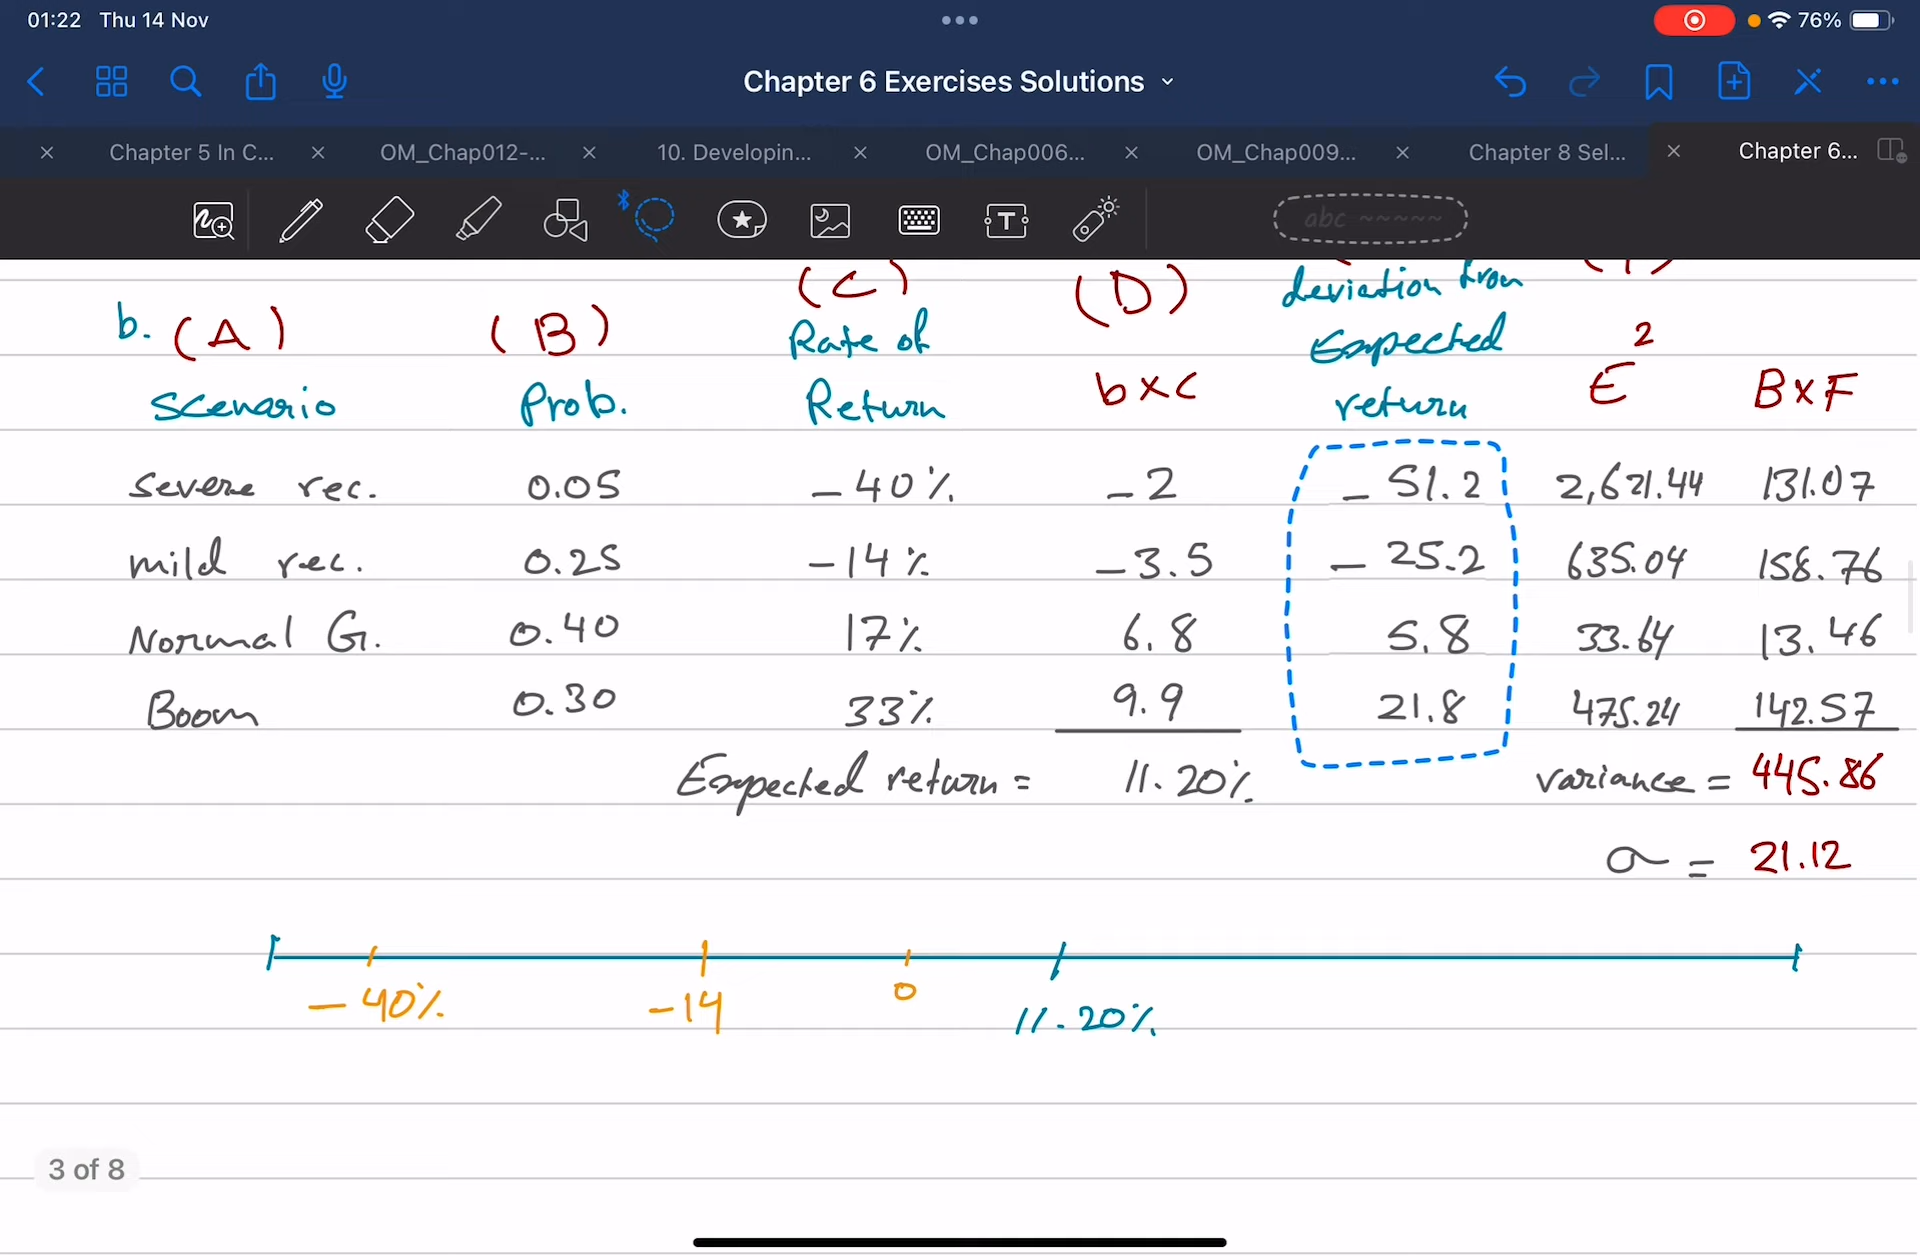 01:22 Thu 14 Nov
76%
Chapter 6 Exercises Solutions
Chapter 5 In C...
OM_Chap012-...
10. Developin...
OM_Chap006...
OM_Chap009...
Chapter 8 Sel...
Chapter 6...
T
abc
b. (A) (B) (C) (D) deviation from
Rate of Expected
Scenario Prob. Return b×C return E² B×F
Severe rec. 0.05 -40% -2 -51.2 2,621.44 131.07
mild rec. 0.25 -14% -3.5 -25.2 635.04 158.76
Normal G. 0.40 17% 6.8 5.8 33.64 13.46
Boom 0.30 33% 9.9 21.8 475.24 142.57
Expected return = 11.20% variance = 445.86
σ = 21.12
-40% -14 0 11.20%
3 of 8